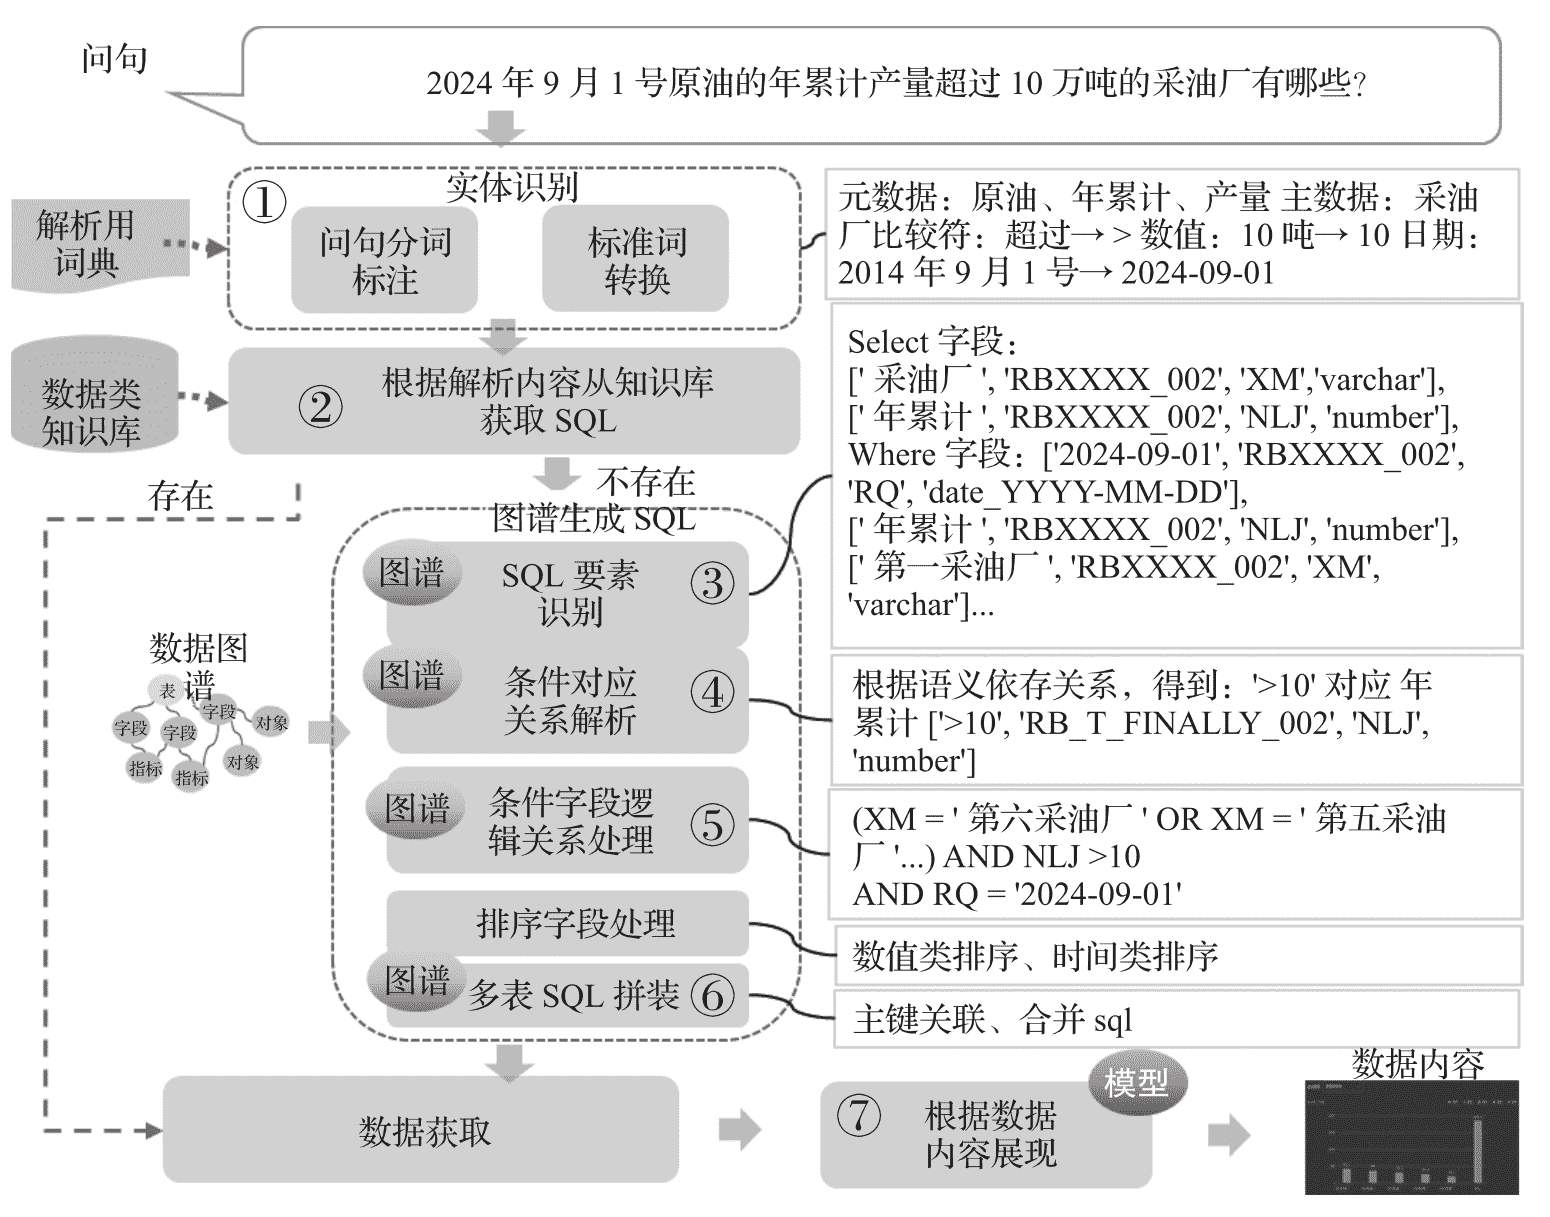 问句
2024 年 9 月 1 号原油的年累计产量超过 10 万吨的采油厂有哪些?
① 实体识别
解析用
词典
问句分词
标注
标准词
转换
元数据：原油、年累计、产量 主数据：采油
厂比较符：超过→ > 数值：10 吨→ 10 日期：
2014 年 9 月 1 号→ 2024-09-01
数据类
知识库
② 根据解析内容从知识库
获取 SQL
存在
不存在
图谱生成 SQL
图谱
SQL 要素
识别
③
Select 字段：
[' 采油厂 ', 'RBXXXX_002', 'XM','varchar'],
[' 年累计 ', 'RBXXXX_002', 'NLJ', 'number'],
Where 字段：['2024-09-01', 'RBXXXX_002',
'RQ', 'date_YYYY-MM-DD'],
[' 年累计 ', 'RBXXXX_002', 'NLJ', 'number'],
[' 第一采油厂 ', 'RBXXXX_002', 'XM',
'varchar']...
数据图
谱
表
字段
字段
字段
对象
指标
指标
对象
图谱
条件对应
关系解析
④
根据语义依存关系，得到：'>10' 对应 年
累计 ['>10', 'RB_T_FINALLY_002', 'NLJ',
'number']
图谱
条件字段逻
辑关系处理
⑤
(XM = ' 第六采油厂 ' OR XM = ' 第五采油
厂 '...) AND NLJ >10
AND RQ = '2024-09-01'
排序字段处理
数值类排序、时间类排序
图谱
多表 SQL 拼装 ⑥
主键关联、合并 sql
数据获取
⑦ 根据数据
内容展现
模型
数据内容